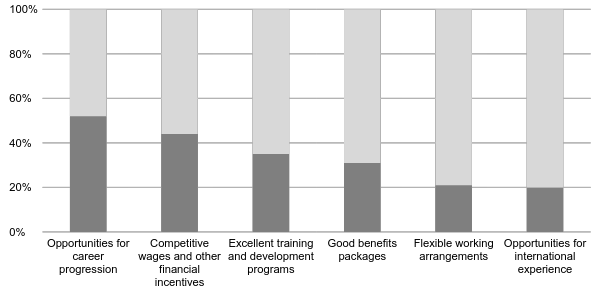 100%
80%
60%
40%
20%
0%
Opportunities for
career
progression
Competitive
wages and other
financial
incentives
Excellent training
and development
programs
Good benefits
packages
Flexible working
arrangements
Opportunities for
international
experience